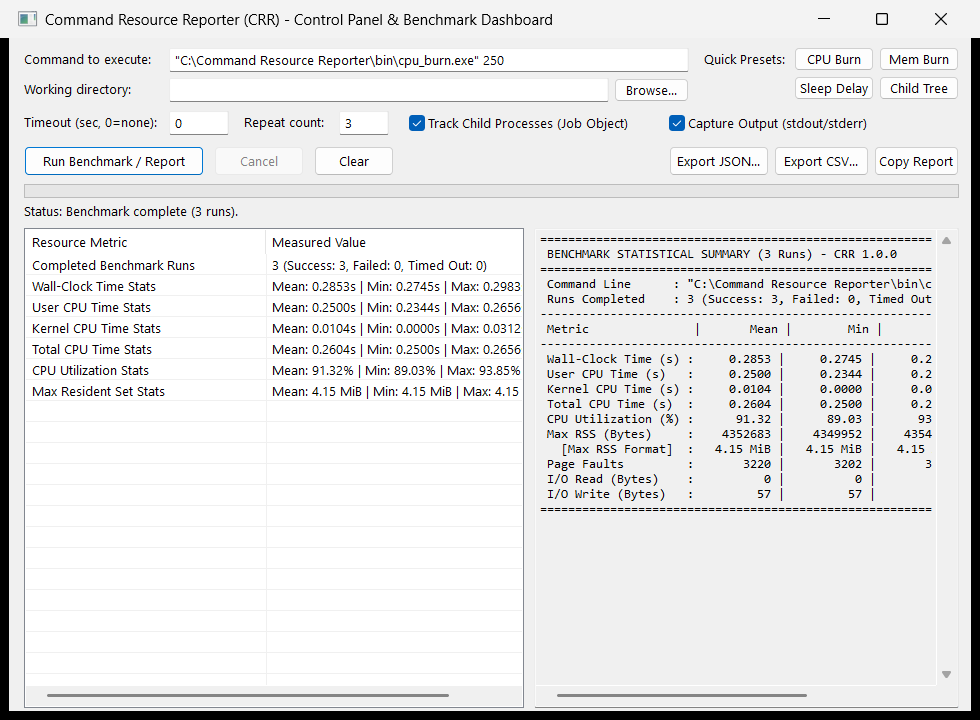 Command Resource Reporter (CRR) - Control Panel & Benchmark Dashboard
Command to execute: "C:\Command Resource Reporter\bin\cpu_burn.exe" 250 Quick Presets: CPU Burn Mem Burn
Working directory: Browse... Sleep Delay Child Tree
Timeout (sec, 0=none): 0 Repeat count: 3 Track Child Processes (Job Object) Capture Output (stdout/stderr)
Run Benchmark / Report Cancel Clear Export JSON... Export CSV... Copy Report
Status: Benchmark complete (3 runs).
Resource Metric Measured Value
Completed Benchmark Runs 3 (Success: 3, Failed: 0, Timed Out: 0)
Wall-Clock Time Stats Mean: 0.2853s | Min: 0.2745s | Max: 0.2983
User CPU Time Stats Mean: 0.2500s | Min: 0.2344s | Max: 0.2656
Kernel CPU Time Stats Mean: 0.0104s | Min: 0.0000s | Max: 0.0312
Total CPU Time Stats Mean: 0.2604s | Min: 0.2500s | Max: 0.2656
CPU Utilization Stats Mean: 91.32% | Min: 89.03% | Max: 93.85%
Max Resident Set Stats Mean: 4.15 MiB | Min: 4.15 MiB | Max: 4.15
========================================================
BENCHMARK STATISTICAL SUMMARY (3 Runs) - CRR 1.0.0
========================================================
Command Line : "C:\Command Resource Reporter\bin\c
Runs Completed : 3 (Success: 3, Failed: 0, Timed Out
--------------------------------------------------------
Metric | Mean | Min |
--------------------------------------------------------
Wall-Clock Time (s) : 0.2853 | 0.2745 | 0.2
User CPU Time (s) : 0.2500 | 0.2344 | 0.2
Kernel CPU Time (s) : 0.0104 | 0.0000 | 0.0
Total CPU Time (s) : 0.2604 | 0.2500 | 0.2
CPU Utilization (%) : 91.32 | 89.03 | 93
Max RSS (Bytes) : 4352683 | 4349952 | 4354
[Max RSS Format] : 4.15 MiB | 4.15 MiB | 4.15
Page Faults : 3220 | 3202 | 3
I/O Read (Bytes) : 0 | 0 |
I/O Write (Bytes) : 57 | 57 |
========================================================